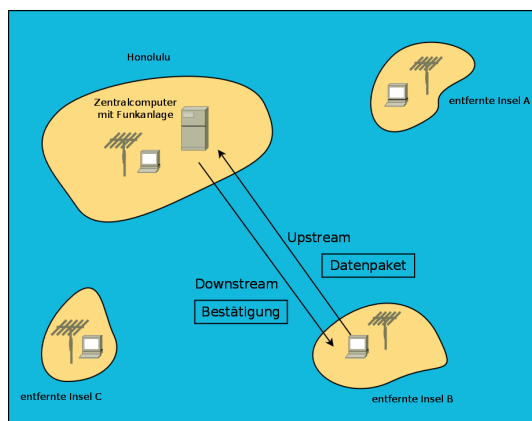 Honolulu
Zentralcomputer
mit Funkanlage
entfernte Insel A
Upstream
Datenpaket
Downstream
Bestätigung
entfernte Insel C
entfernte Insel B